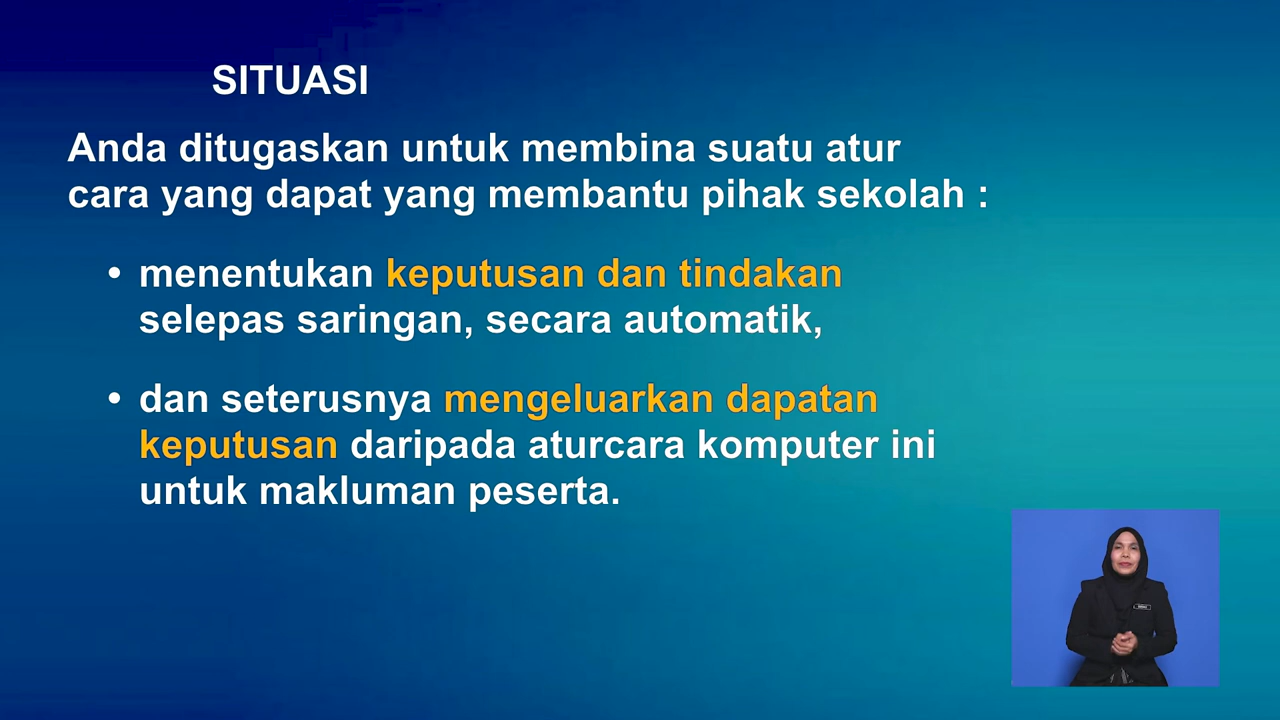 SITUASI
Anda ditugaskan untuk membina suatu atur
cara yang dapat yang membantu pihak sekolah :
• menentukan keputusan dan tindakan
selepas saringan, secara automatik,
• dan seterusnya mengeluarkan dapatan
keputusan daripada aturcara komputer ini
untuk makluman peserta.